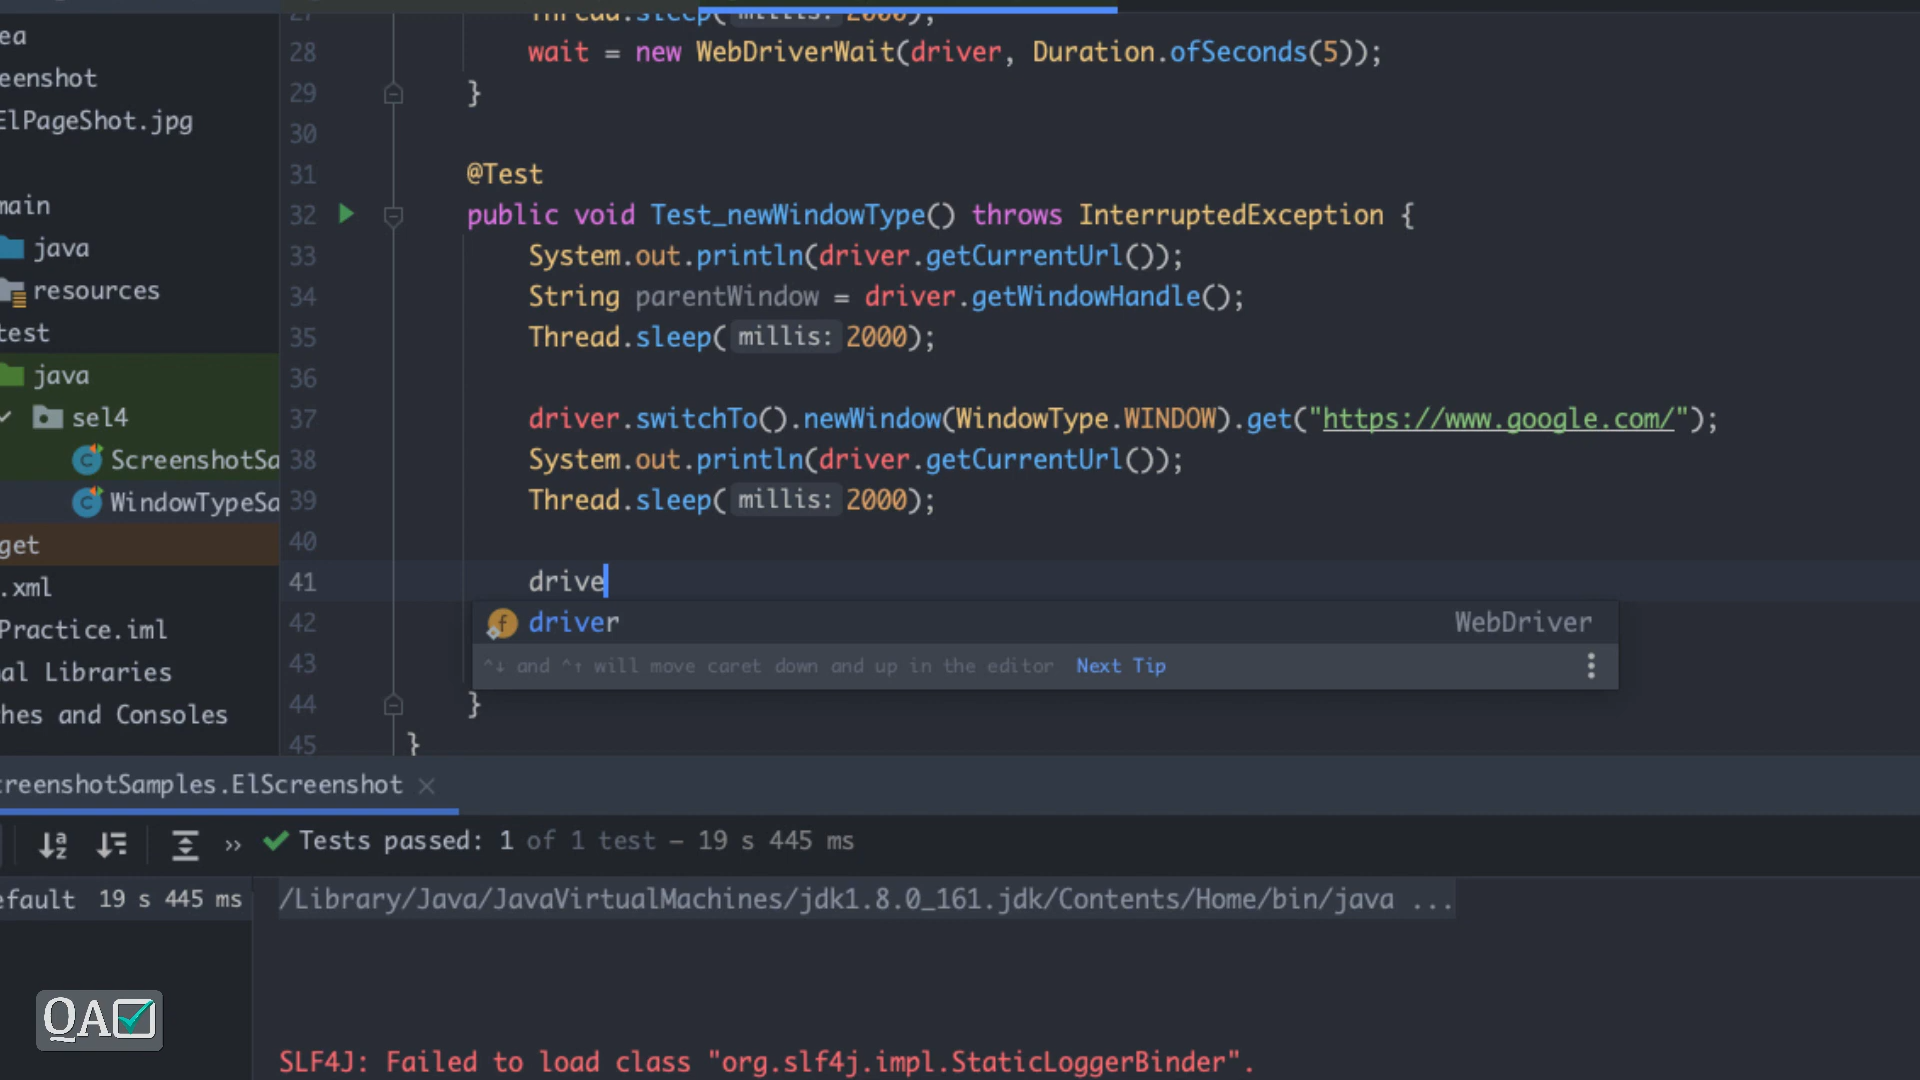 ea
eenshot
ElPageShot.jpg
main
java
resources
test
java
sel4
ScreenshotSa
WindowTypeSa
get
.xml
Practice.iml
al Libraries
hes and Consoles
27 Thread.sleep( millis: 2000);
28 wait = new WebDriverWait(driver, Duration.ofSeconds(5));
29 }
30
31 @Test
32 public void Test_newWindowType() throws InterruptedException {
33 System.out.println(driver.getCurrentUrl());
34 String parentWindow = driver.getWindowHandle();
35 Thread.sleep( millis: 2000);
36
37 driver.switchTo().newWindow(WindowType.WINDOW).get("https://www.google.com/");
38 System.out.println(driver.getCurrentUrl());
39 Thread.sleep( millis: 2000);
40
41 drive
42 f driver WebDriver
43 ^↓ and ^↑ will move caret down and up in the editor Next Tip
44 }
45 }
creenshotSamples.ElScreenshot ×
» Tests passed: 1 of 1 test – 19 s 445 ms
efault 19 s 445 ms
/Library/Java/JavaVirtualMachines/jdk1.8.0_161.jdk/Contents/Home/bin/java ...
QA
SLF4J: Failed to load class "org.slf4j.impl.StaticLoggerBinder".